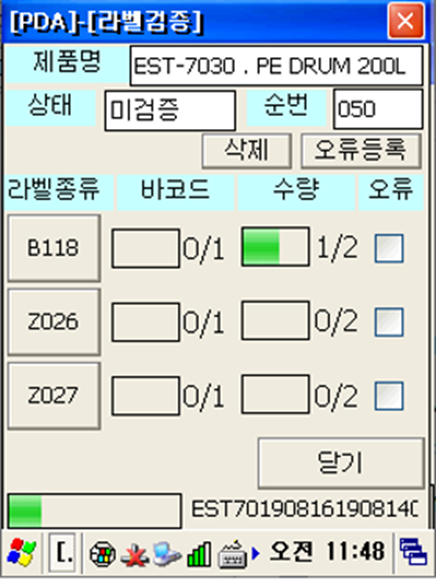 [PDA]-[라벨검증]
제품명 EST-7030 . PE DRUM 200L
상태 미검증 순번 050
삭제 오류등록
라벨종류 바코드 수량 오류
B118 0/1 1/2
Z026 0/1 0/2
Z027 0/1 0/2
닫기
EST701908161908140
[. 오전 11:48